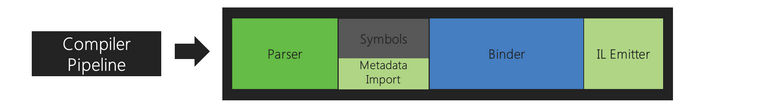 Compiler
Pipeline
Parser
Symbols
Metadata
Import
Binder
IL Emitter